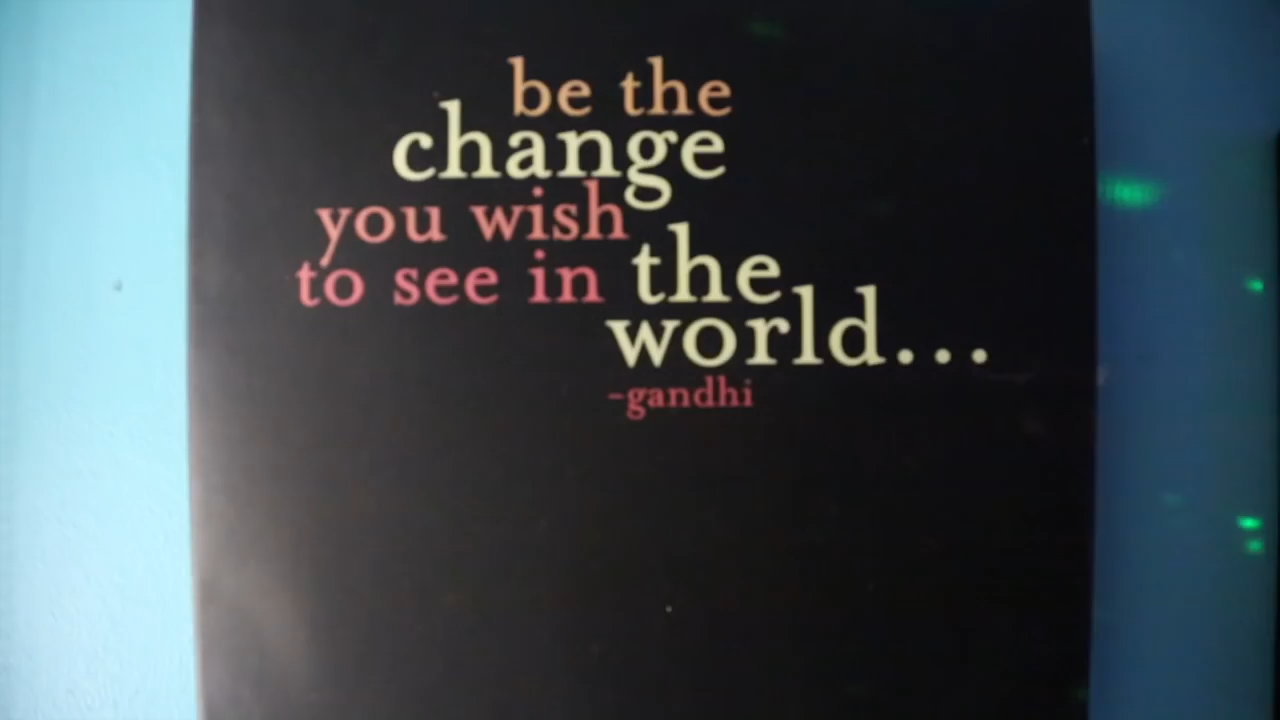 be the
change
you wish
to see in the
world...
-gandhi